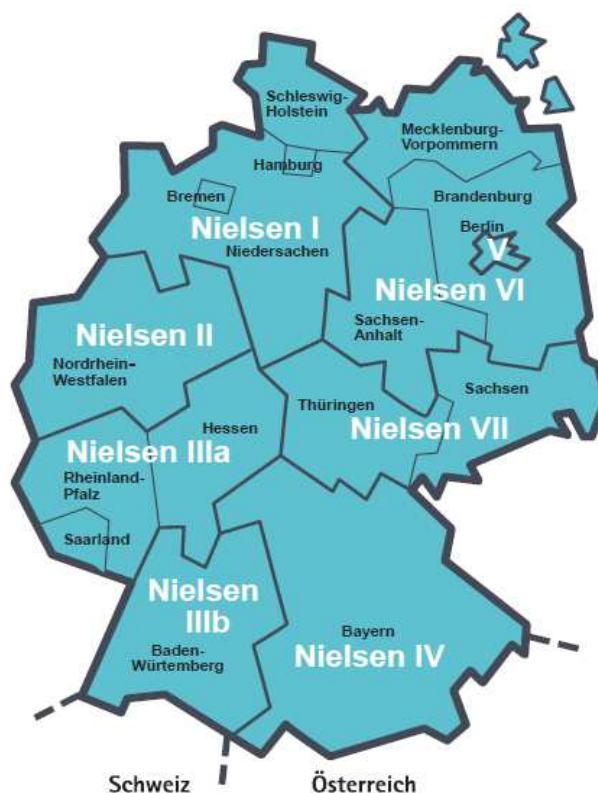 Schleswig-
Holstein
Mecklenburg-
Vorpommern
Hamburg
Bremen
Brandenburg
Nielsen I
Berlin
V
Niedersachen
Nielsen VI
Nielsen II
Sachsen-
Anhalt
Nordrhein-
Westfalen
Sachsen
Thüringen
Hessen
Nielsen VII
Nielsen IIIa
Rheinland-
Pfalz
Saarland
Nielsen
IIIb
Bayern
Nielsen IV
Baden-
Würtemberg
Schweiz
Österreich